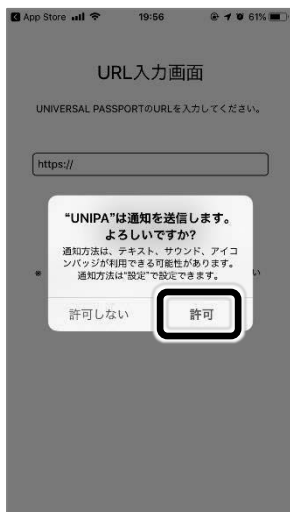 App Store 19:56 61%
URL入力画面
UNIVERSAL PASSPORTのURLを入力してください。
https://
"UNIPA"は通知を送信します。
よろしいですか?
通知方法は、テキスト、サウンド、アイコ
ンバッジが利用できる可能性があります。
通知方法は"設定"で設定できます。
※ い
許可しない 許可